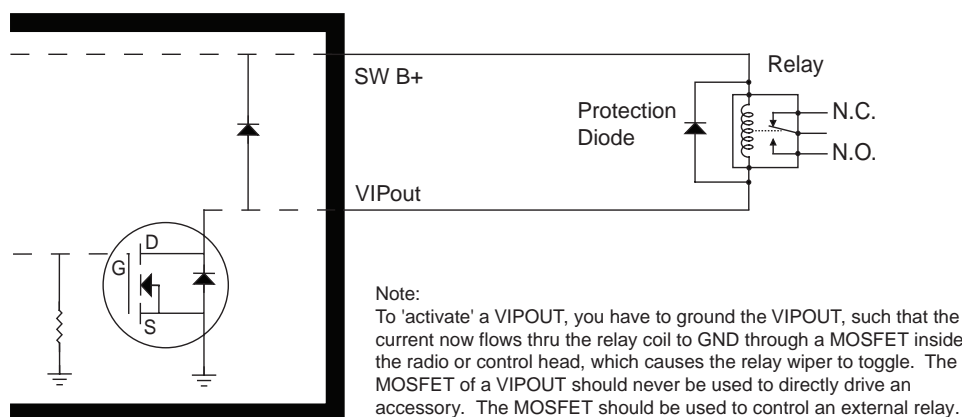 SW B+
Relay
Protection
Diode
N.C.
N.O.
VIPout
D
G
S
Note:
To 'activate' a VIPOUT, you have to ground the VIPOUT, such that the
current now flows thru the relay coil to GND through a MOSFET inside
the radio or control head, which causes the relay wiper to toggle. The
MOSFET of a VIPOUT should never be used to directly drive an
accessory. The MOSFET should be used to control an external relay.